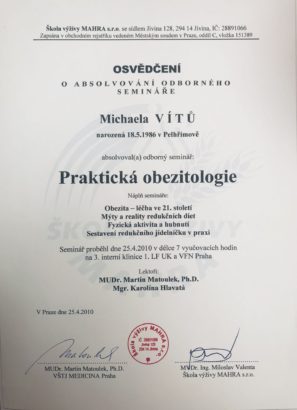 Škola výživy MAHRA s.r.o. se sídlem Jivina 128, 294 14 Jivina, IČ: 28891066
Zapsána v obchodním rejstříku vedeném Městským soudem v Praze, oddíl C, vložka 151389
OSVĚDČENÍ
O ABSOLVOVÁNÍ ODBORNÉHO
SEMINÁŘE
Michaela VÍTŮ
narozená 18.5.1986 v Pelhřimově
absolvoval(a) odborný seminář:
Praktická obezitologie
Náplň semináře:
Obezita – léčba ve 21. století
Mýty a reality redukčních diet
Fyzická aktivita a hubnutí
Sestavení redukčního jídelníčku v praxi
Seminář proběhl dne 25.4.2010 v délce 7 vyučovacích hodin
na 3. interní klinice 1. LF UK a VFN Praha
Lektoři:
MUDr. Martin Matoulek, Ph.D.
Mgr. Karolína Hlavatá
V Praze dne 25.4.2010
MUDr. Martin Matoulek, Ph.D.
VŠTJ MEDICINA Praha
MVDr. Ing. Miloslav Valenta
Škola výživy MAHRA s.r.o.